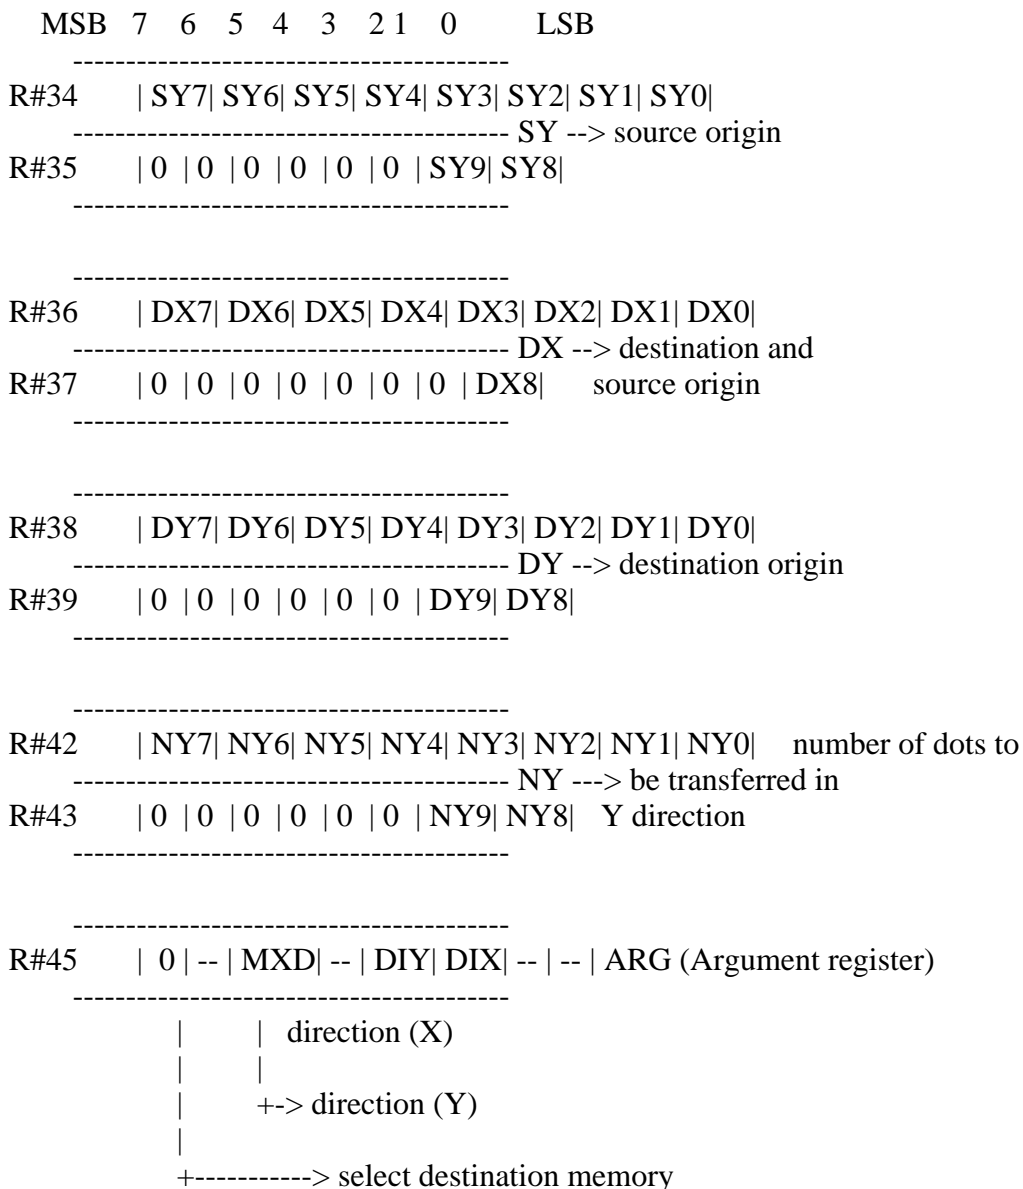 MSB 7 6 5 4 3 2 1 0 LSB
-----------------------------------------
R#34 | SY7| SY6| SY5| SY4| SY3| SY2| SY1| SY0|
----------------------------------------- SY --> source origin
R#35 | 0 | 0 | 0 | 0 | 0 | 0 | SY9| SY8|
-----------------------------------------
-----------------------------------------
R#36 | DX7| DX6| DX5| DX4| DX3| DX2| DX1| DX0|
----------------------------------------- DX --> destination and
R#37 | 0 | 0 | 0 | 0 | 0 | 0 | 0 | DX8| source origin
-----------------------------------------
-----------------------------------------
R#38 | DY7| DY6| DY5| DY4| DY3| DY2| DY1| DY0|
----------------------------------------- DY --> destination origin
R#39 | 0 | 0 | 0 | 0 | 0 | 0 | DY9| DY8|
-----------------------------------------
-----------------------------------------
R#42 | NY7| NY6| NY5| NY4| NY3| NY2| NY1| NY0| number of dots to
----------------------------------------- NY ---> be transferred in
R#43 | 0 | 0 | 0 | 0 | 0 | 0 | NY9| NY8| Y direction
-----------------------------------------
-----------------------------------------
R#45 | 0 | -- | MXD| -- | DIY| DIX| -- | -- | ARG (Argument register)
-----------------------------------------
| | direction (X)
| |
| +-> direction (Y)
|
+-----------> select destination memory